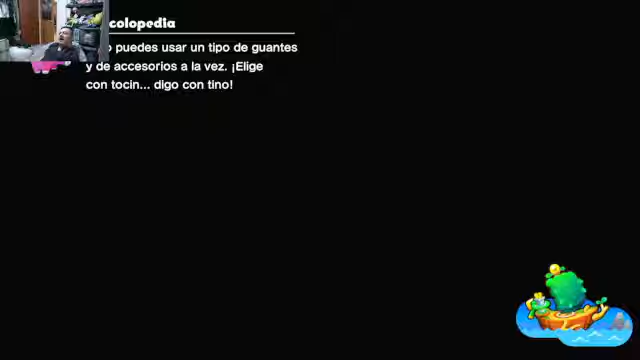 colopedia
puedes usar un tipo de guantes
y de accesorios a la vez. ¡Elige
con tocin... digo con tino!